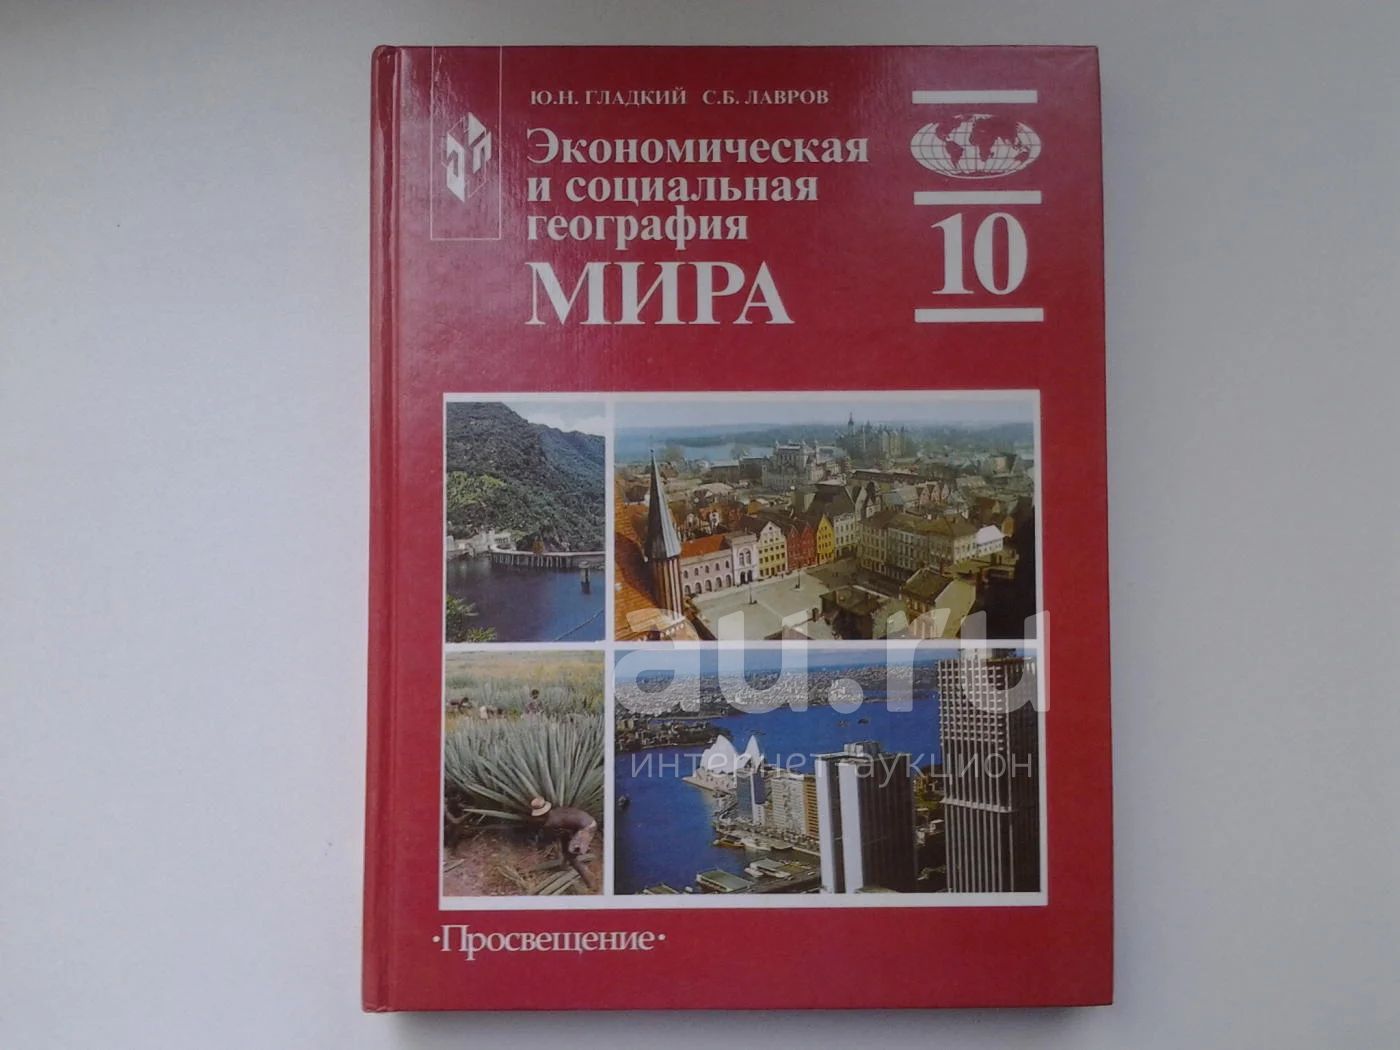 Ю.Н. ГЛАДКИЙ С.Б. ЛАВРОВ
Экономическая
и социальная
география
МИРА
10
au.ru
интернет-аукцион
•Просвещение•